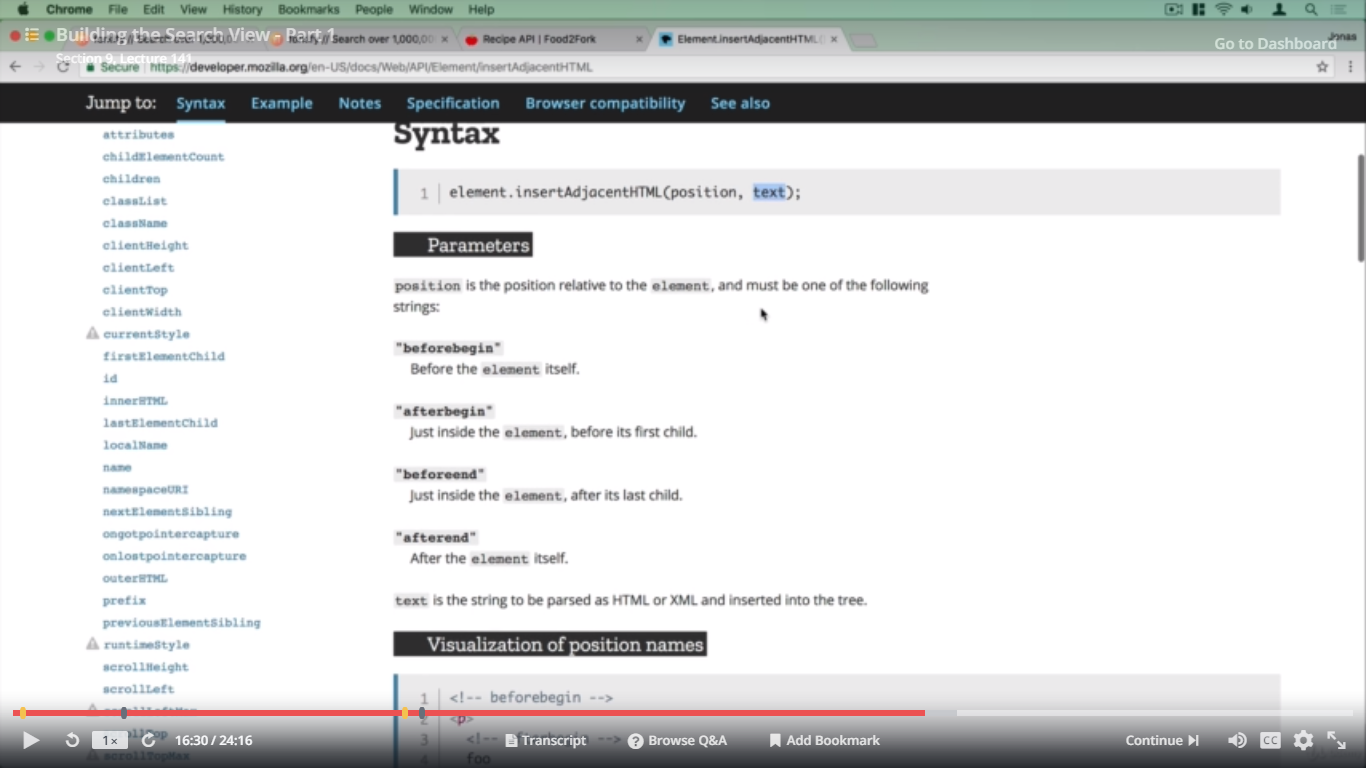 Chrome File Edit View History Bookmarks People Window Help
Building the Search View - Part 1
// Search over 1,000,00
Recipe API | Food2Fork
Element.insertAdjacentHTML(
Jonas
Section 9, Lecture 141
Go to Dashboard
Secure https://developer.mozilla.org/en-US/docs/Web/API/Element/insertAdjacentHTML
Jump to: Syntax Example Notes Specification Browser compatibility See also
attributes
childElementCount
children
classList
className
clientHeight
clientLeft
clientTop
clientWidth
currentStyle
firstElementChild
id
innerHTML
lastElementChild
localName
name
namespaceURI
nextElementSibling
ongotpointercapture
onlostpointercapture
outerHTML
prefix
previousElementSibling
runtimeStyle
scrollHeight
scrollLeft
scrollLeftMax
scrollTop
scrollTopMax
Syntax
1 element.insertAdjacentHTML(position, text);
Parameters
position is the position relative to the element, and must be one of the following
strings:
"beforebegin"
Before the element itself.
"afterbegin"
Just inside the element, before its first child.
"beforeend"
Just inside the element, after its last child.
"afterend"
After the element itself.
text is the string to be parsed as HTML or XML and inserted into the tree.
Visualization of position names
1 <!-- beforebegin -->
2 <p>
3 <!-- afterbegin -->
4 foo
1× 16:30 / 24:16 Transcript Browse Q&A Add Bookmark Continue CC